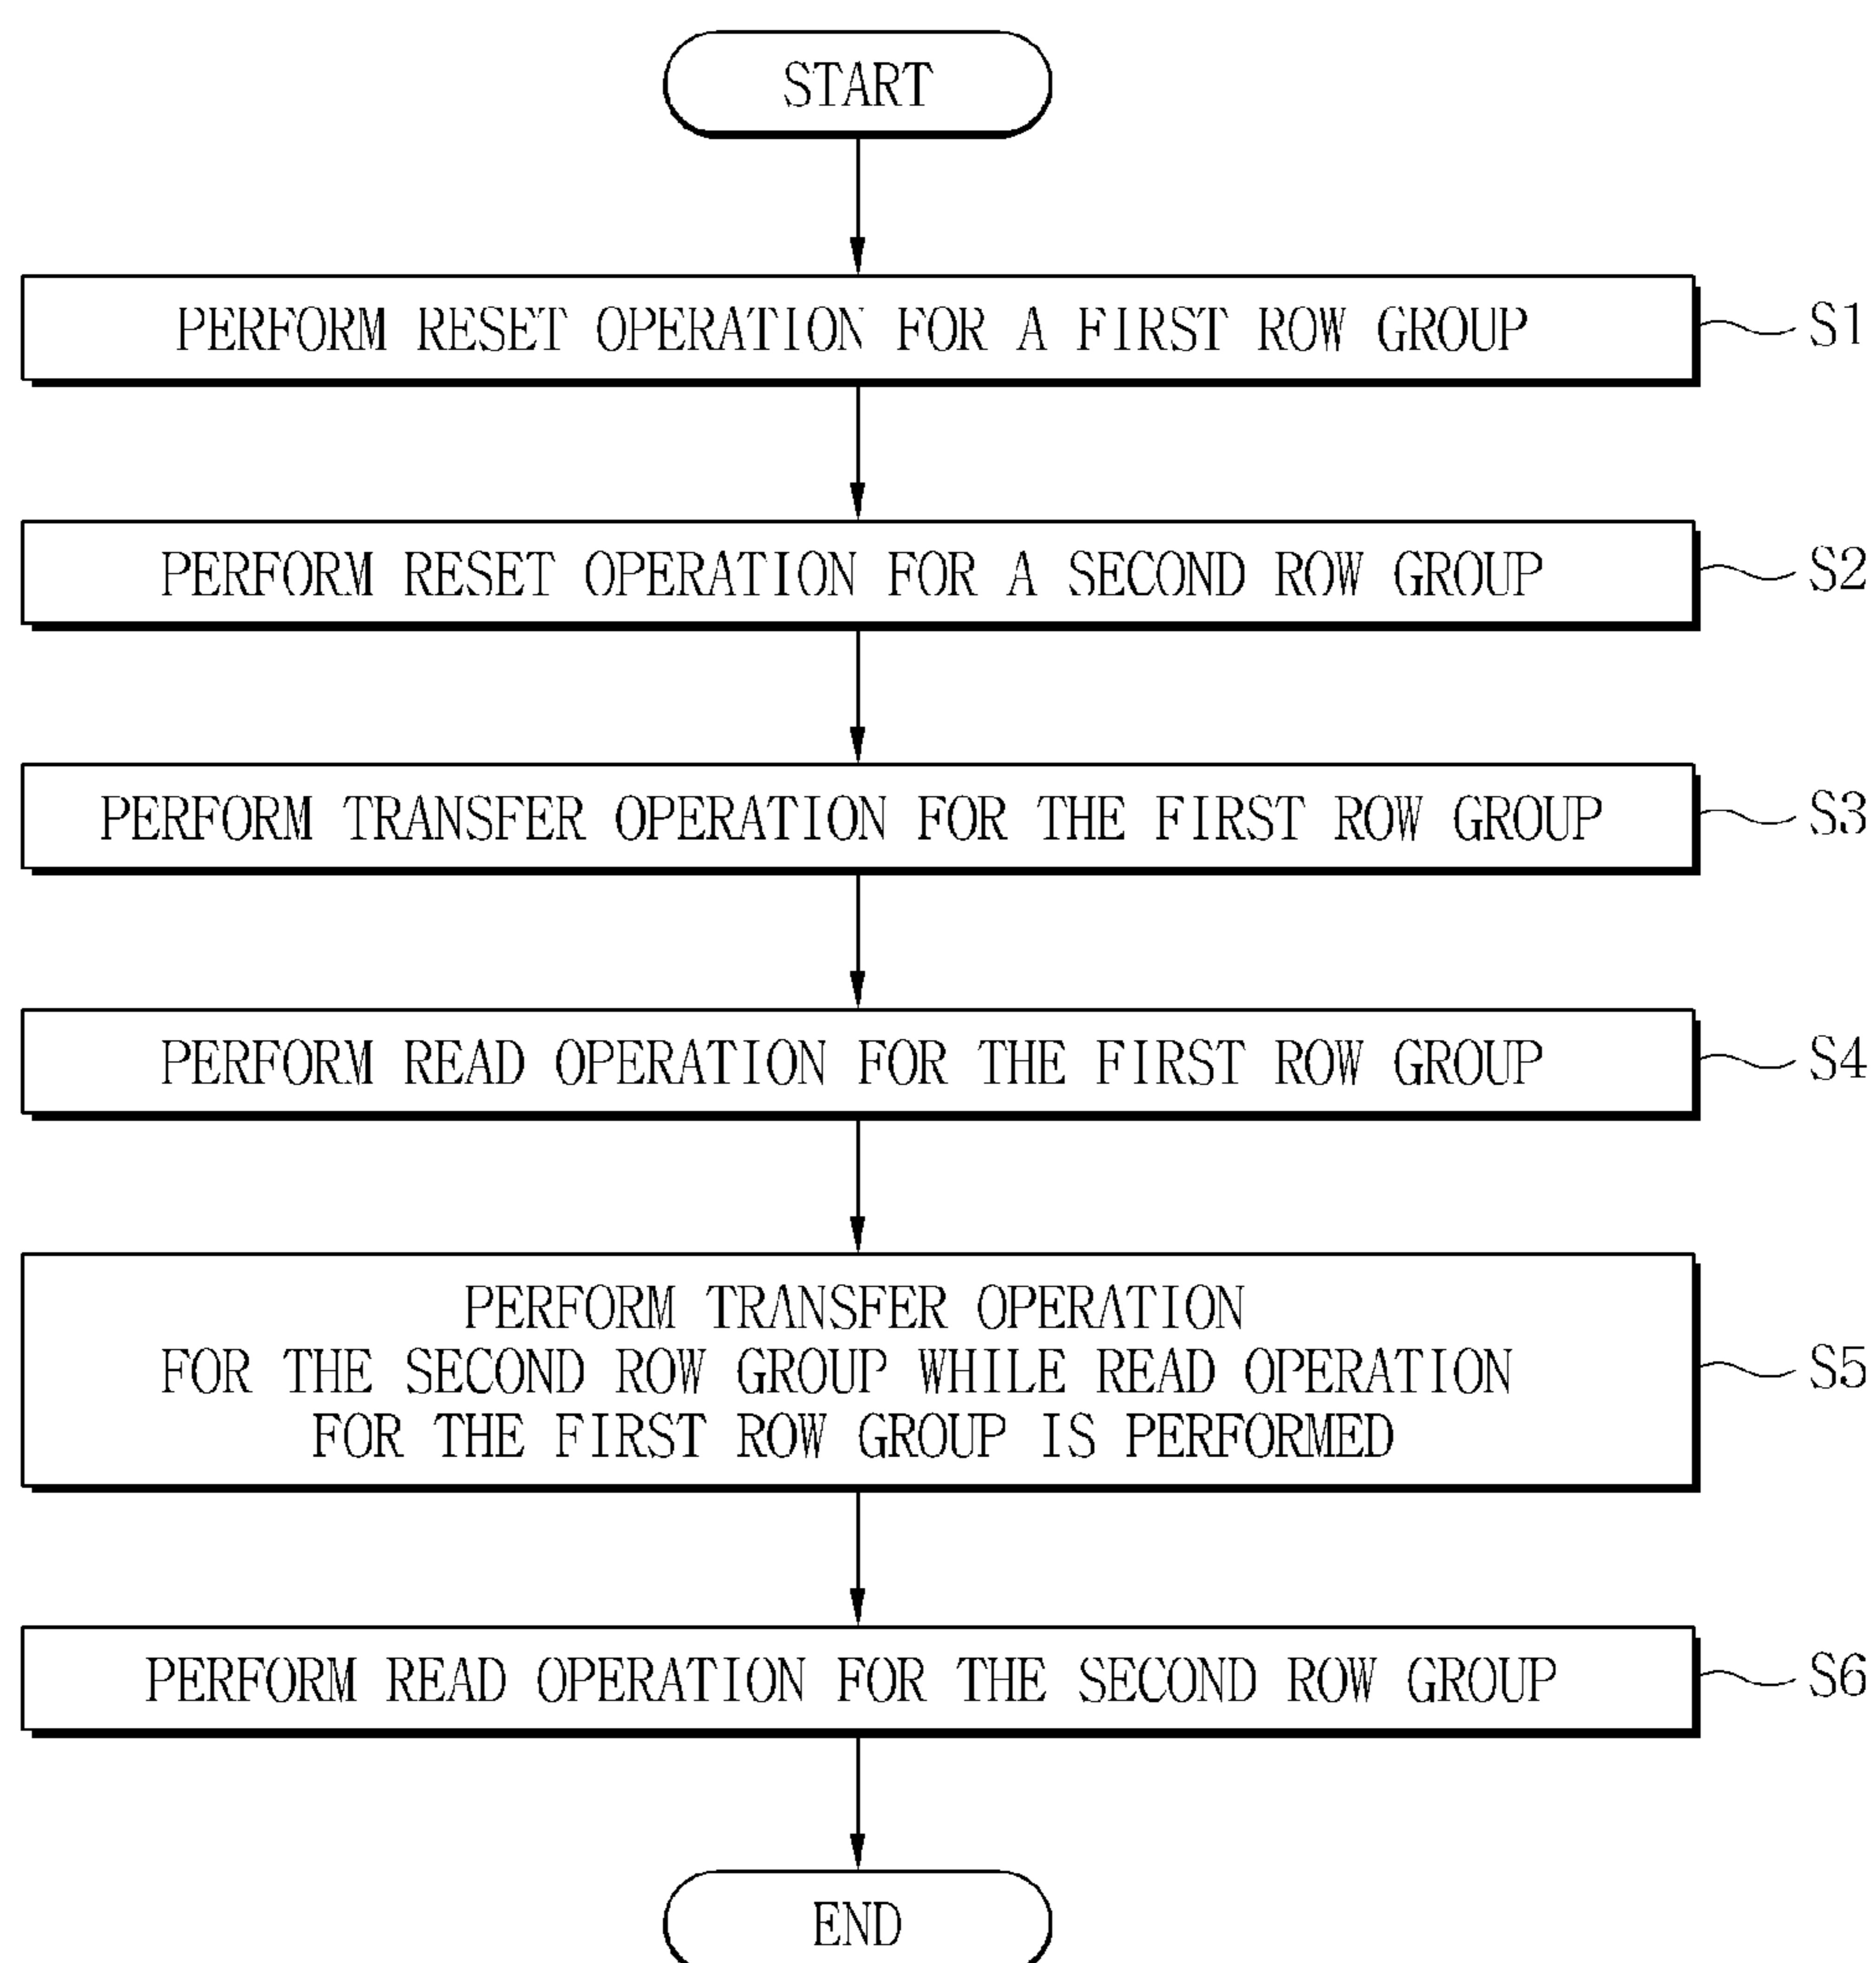 START
PERFORM RESET OPERATION FOR A FIRST ROW GROUP S1
PERFORM RESET OPERATION FOR A SECOND ROW GROUP S2
PERFORM TRANSFER OPERATION FOR THE FIRST ROW GROUP S3
PERFORM READ OPERATION FOR THE FIRST ROW GROUP S4
PERFORM TRANSFER OPERATION
FOR THE SECOND ROW GROUP WHILE READ OPERATION S5
FOR THE FIRST ROW GROUP IS PERFORMED
PERFORM READ OPERATION FOR THE SECOND ROW GROUP S6
END